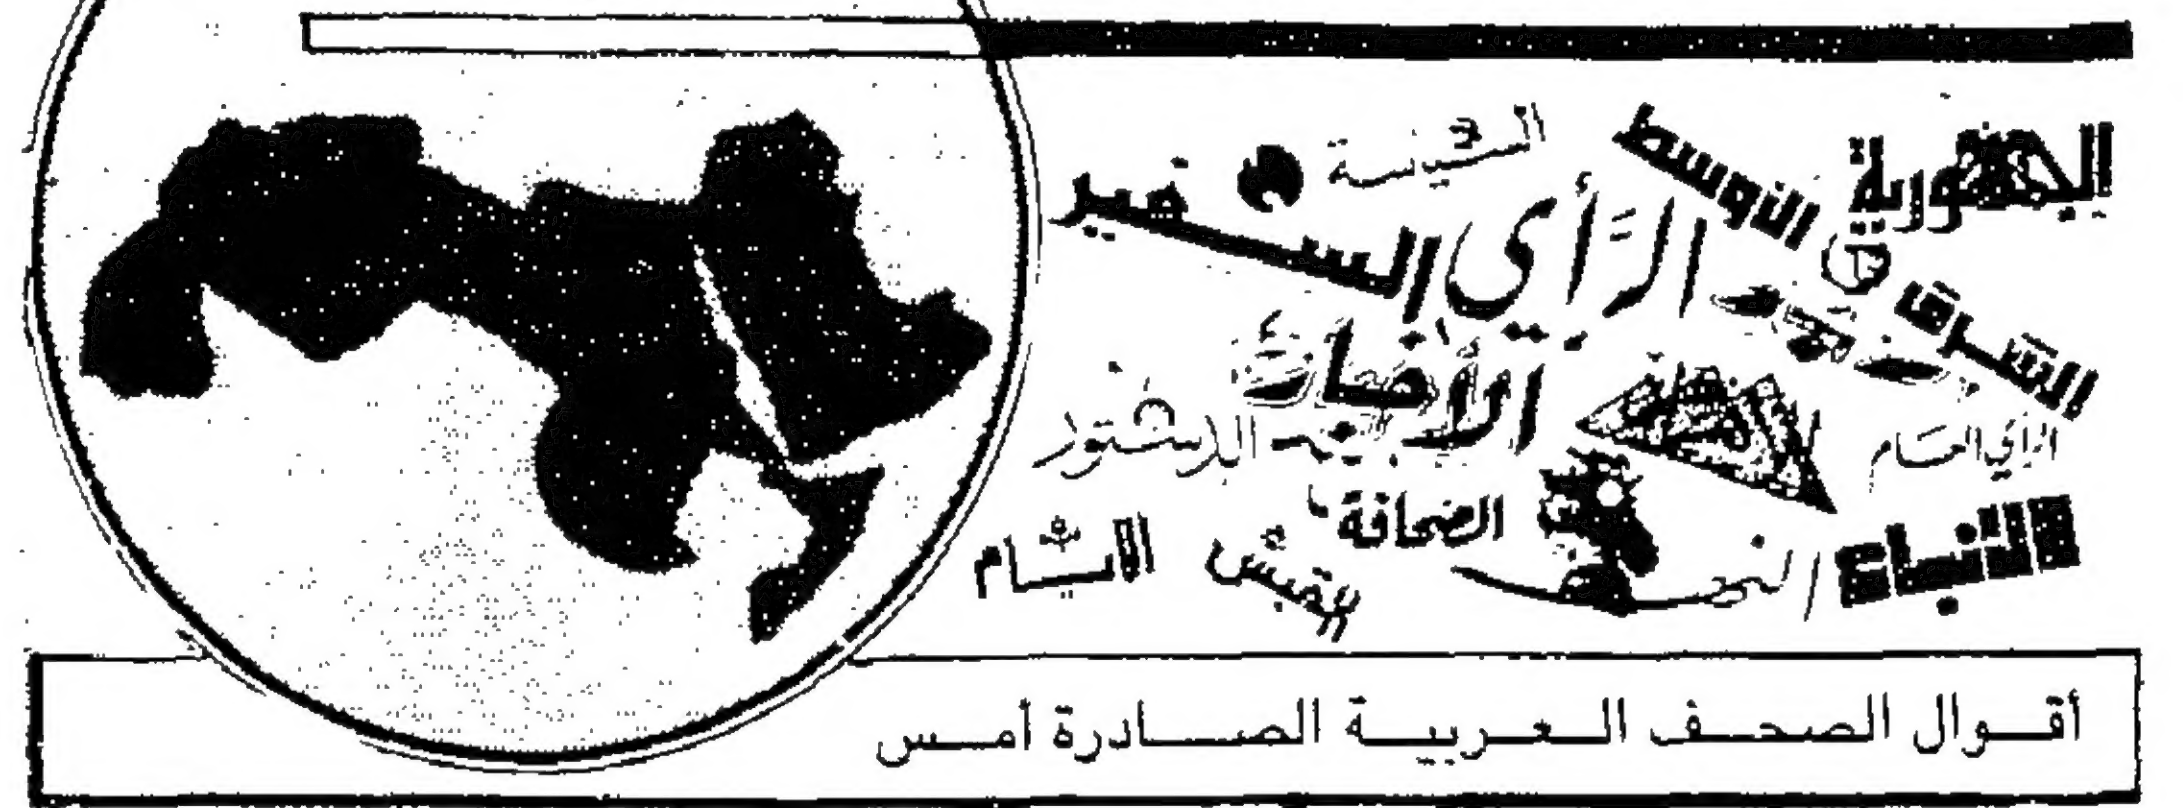 الجمهورية
الشرق الأوسط
السياسة
السفير
الرأي
الأخبار
الرأي العام
الدستور
الأنباء
الصحافة
القبس
الأيام
أقوال الصحف العربية الصادرة أمس